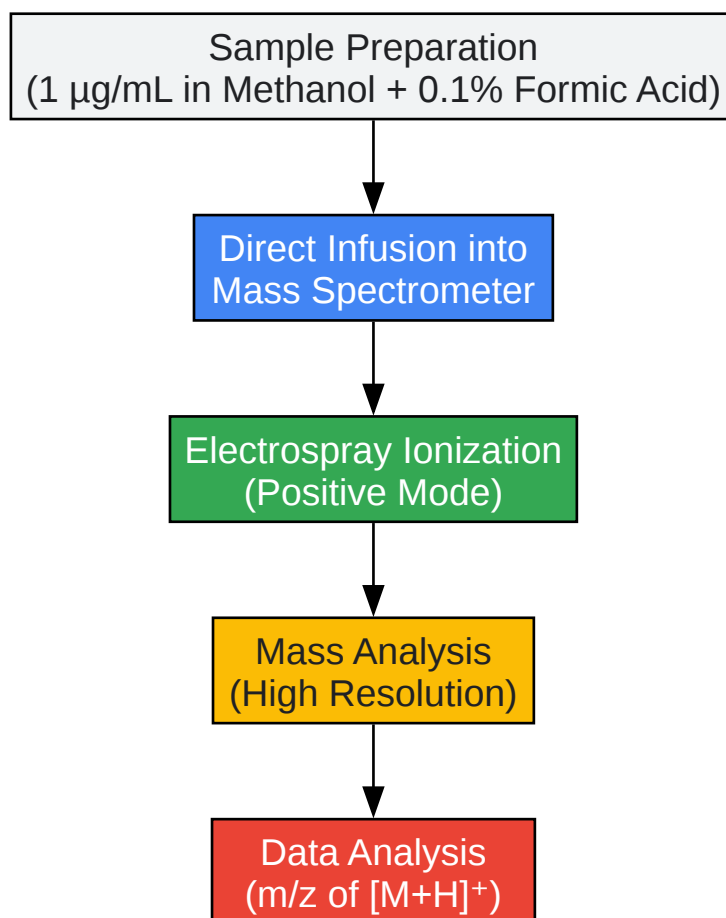 Sample Preparation
(1 µg/mL in Methanol + 0.1% Formic Acid)
Direct Infusion into
Mass Spectrometer
Electrospray Ionization
(Positive Mode)
Mass Analysis
(High Resolution)
Data Analysis
(m/z of [M+H]⁺)